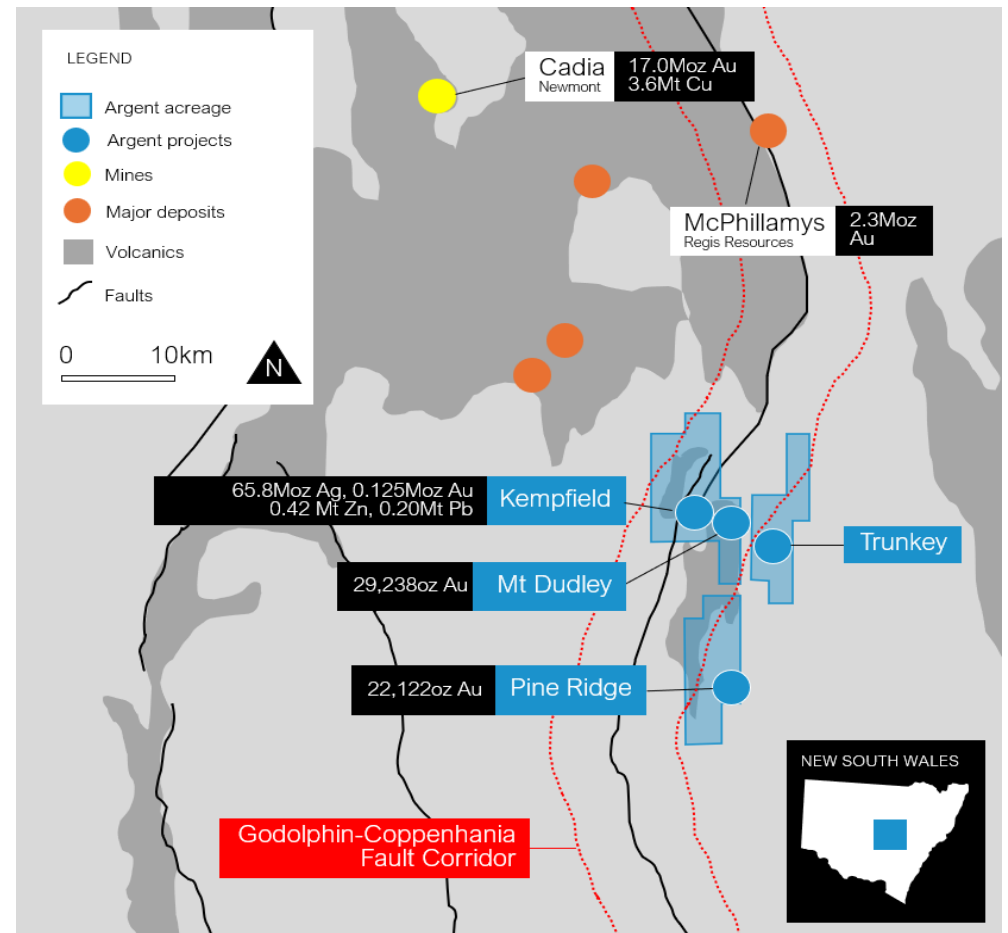 LEGEND
Argent acreage
Argent projects
Mines
Major deposits
Volcanics
Faults
0 10km
N
Cadia
Newmont
17.0Moz Au
3.6Mt Cu
McPhillamys
Regis Resources
2.3Moz
Au
65.8Moz Ag, 0.125Moz Au
0.42 Mt Zn, 0.20Mt Pb
Kempfield
Trunkey
29,238oz Au
Mt Dudley
22,122oz Au
Pine Ridge
Godolphin-Coppenhania
Fault Corridor
NEW SOUTH WALES